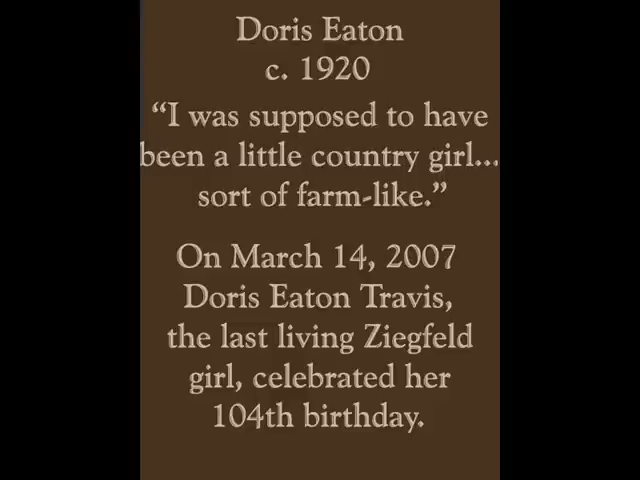 Doris Eaton
c. 1920
“I was supposed to have
been a little country girl...
sort of farm-like.”
On March 14, 2007
Doris Eaton Travis,
the last living Ziegfeld
girl, celebrated her
104th birthday.